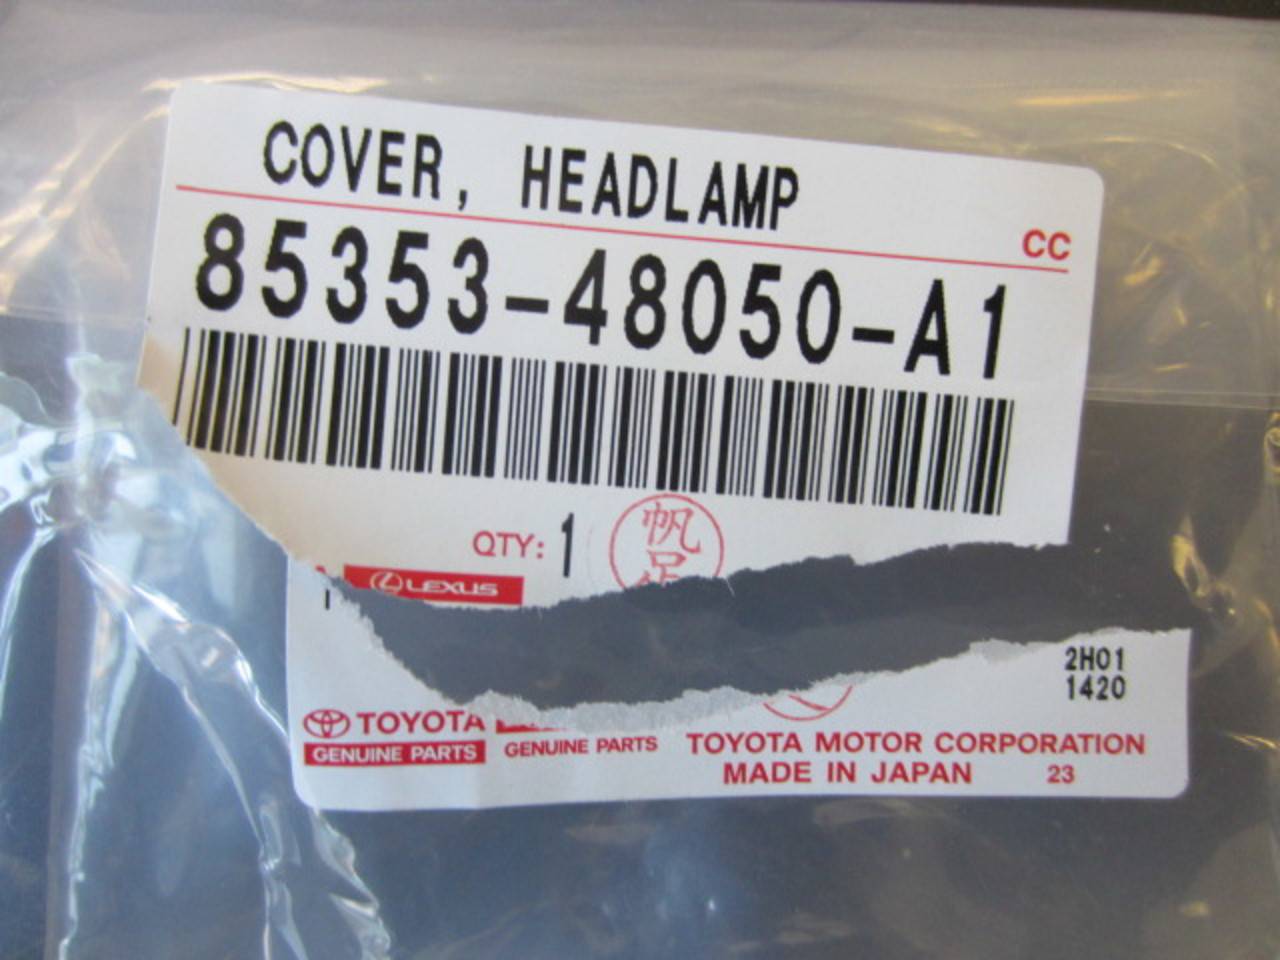 COVER, HEADLAMP
CC
85353-48050-A1
QTY: 1
帆
LEXUS
2H01
1420
TOYOTA
GENUINE PARTS
GENUINE PARTS
TOYOTA MOTOR CORPORATION
MADE IN JAPAN 23